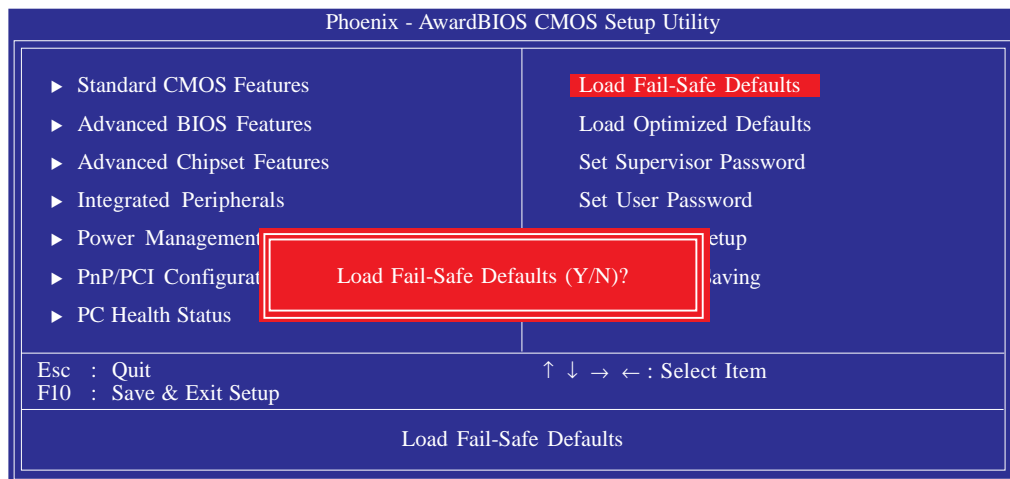 Phoenix - AwardBIOS CMOS Setup Utility
▶ Standard CMOS Features
▶ Advanced BIOS Features
▶ Advanced Chipset Features
▶ Integrated Peripherals
▶ Power Management
▶ PnP/PCI Configurat
▶ PC Health Status
Load Fail-Safe Defaults
Load Optimized Defaults
Set Supervisor Password
Set User Password
etup
aving
Load Fail-Safe Defaults (Y/N)?
Esc : Quit
F10 : Save & Exit Setup
↑ ↓ → ← : Select Item
Load Fail-Safe Defaults